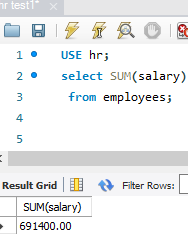 hr test1*
1 USE hr;
2 select SUM(salary)
3 from employees;
4
5
Result Grid Filter Rows:
SUM(salary)
691400.00